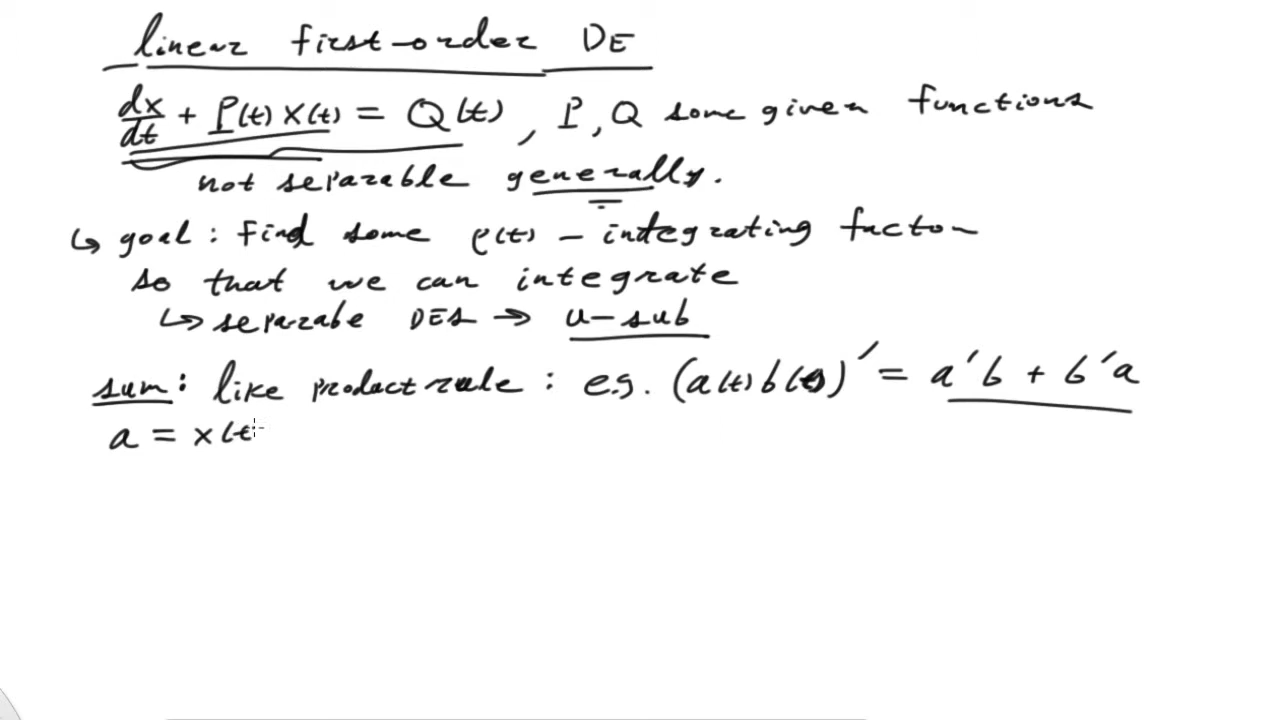 linear first-order DE
dx/dt + P(t) x(t) = Q(t), P, Q some given functions
not separable generally.
↳ goal: find some ρ(t) – integrating factor
so that we can integrate
↳ separabe DEs → u-sub
sum: like product rule: e.g. (a(t) b(t))' = a'b + b'a
a = x(t